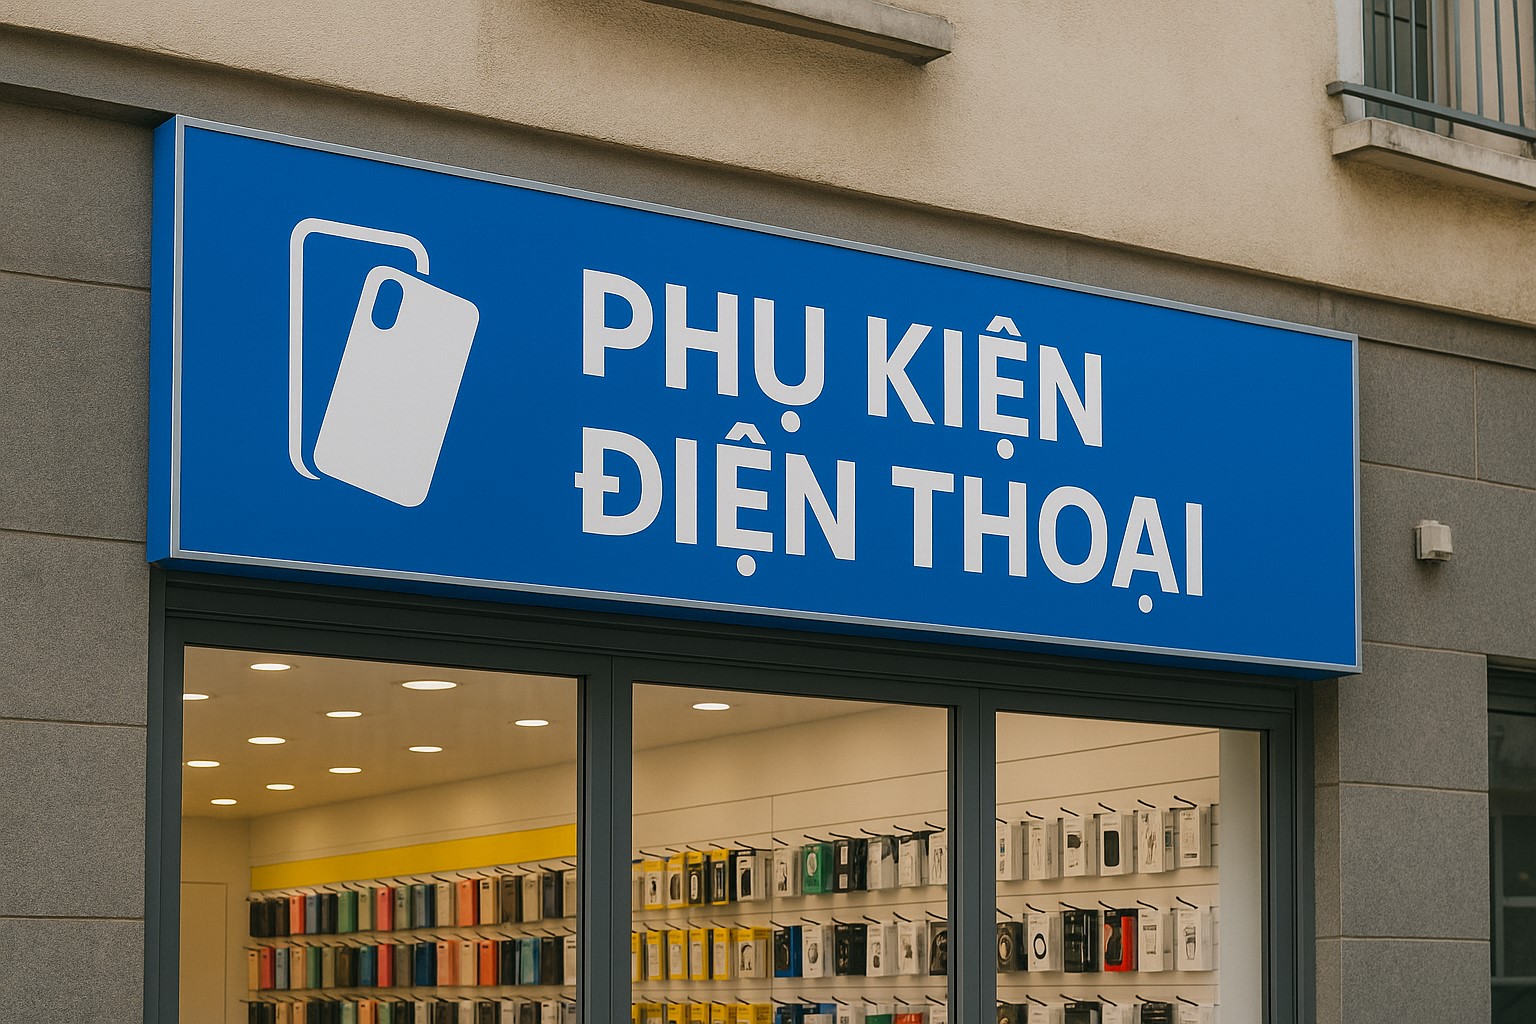 PHỤ KIỆN
ĐIỆN THOẠI